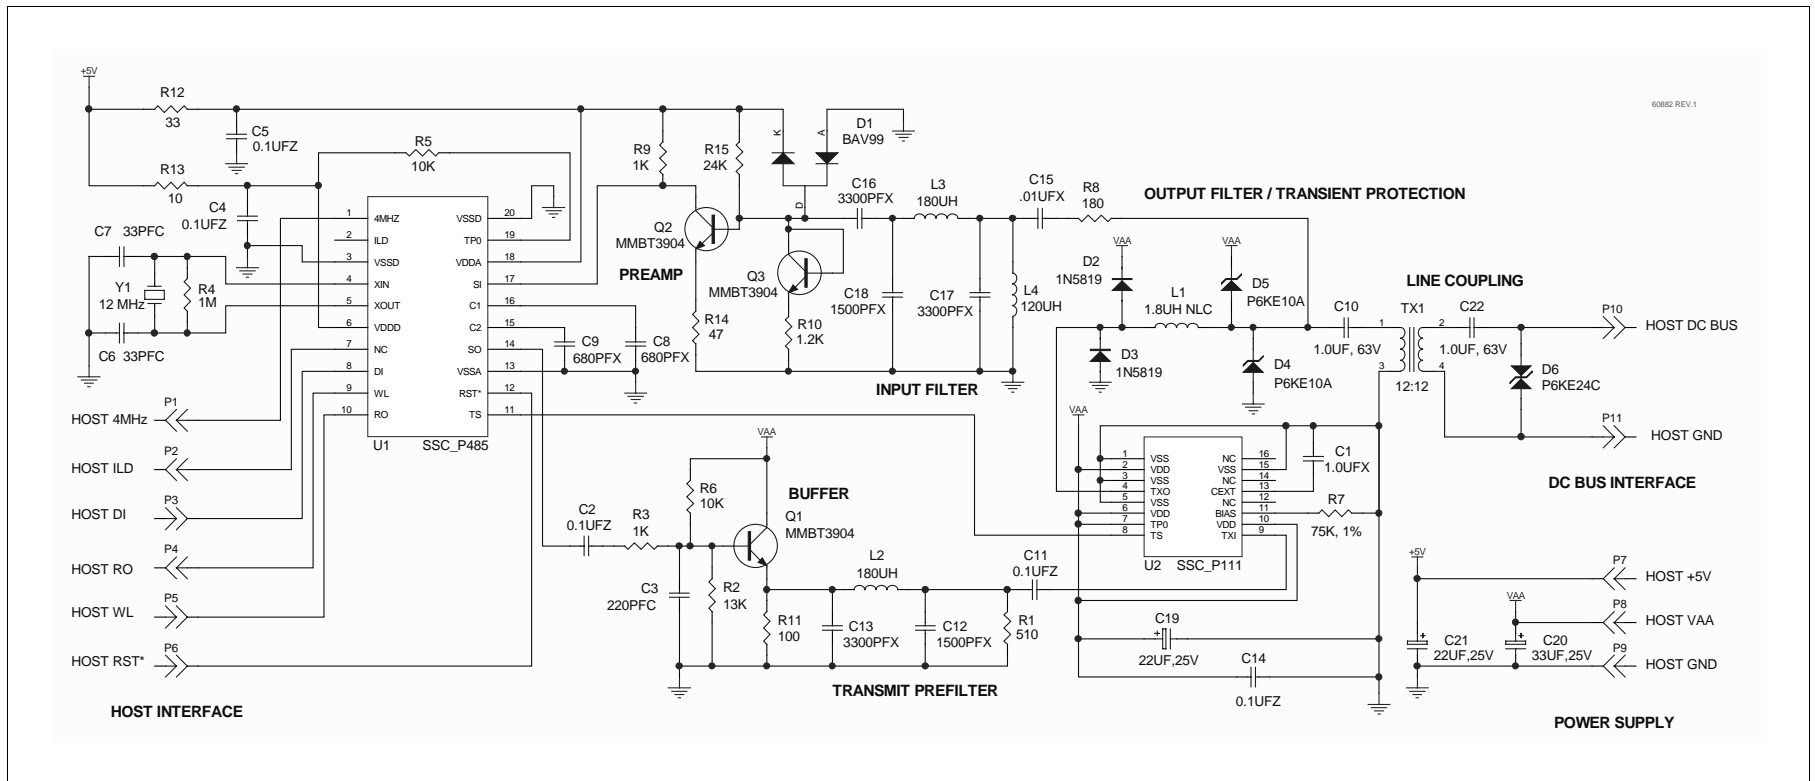 60882 REV.1
+5V
R12
33
C5
0.1UFZ
R13
10
C4
0.1UFZ
R5
10K
R9
1K
R15
24K
K
A
D
D1
BAV99
C16
3300PFX
L3
180UH
C15
.01UFX
R8
180
OUTPUT FILTER / TRANSIENT PROTECTION
C7 33PFC
Y1
12 MHz
R4
1M
C6 33PFC
1 4MHZ
2 ILD
3 VSSD
4 XIN
5 XOUT
6 VDDD
7 NC
8 DI
9 WL
10 RO
VSSD 20
TP0 19
VDDA 18
SI 17
C1 16
C2 15
SO 14
VSSA 13
RST* 12
TS 11
U1 SSC_P485
Q2
MMBT3904
PREAMP
Q3
MMBT3904
R14
47
R10
1.2K
C18
1500PFX
C17
3300PFX
L4
120UH
C9
680PFX
C8
680PFX
INPUT FILTER
VAA
D2
1N5819
L1
1.8UH NLC
VAA
D5
P6KE10A
D3
1N5819
D4
P6KE10A
LINE COUPLING
C10
1.0UF, 63V
TX1
1
2
3
4
12:12
C22
1.0UF, 63V
D6
P6KE24C
P10
HOST DC BUS
P11
HOST GND
DC BUS INTERFACE
HOST 4MHz P1
HOST ILD P2
HOST DI P3
HOST RO P4
HOST WL P5
HOST RST* P6
HOST INTERFACE
VAA
R6
10K
BUFFER
Q1
MMBT3904
C2
0.1UFZ
R3
1K
C3
220PFC
R2
13K
R11
100
L2
180UH
C13
3300PFX
C12
1500PFX
R1
510
C11
0.1UFZ
TRANSMIT PREFILTER
VAA
1 VSS
2 VDD
3 VSS
4 TXO
5 VSS
6 VDD
7 TP0
8 TS
NC 16
VSS 15
NC 14
CEXT 13
NC 12
BIAS 11
VDD 10
TXI 9
U2 SSC_P111
C1
1.0UFX
R7
75K, 1%
C19
+
22UF,25V
C14
0.1UFZ
+5V
P7
HOST +5V
VAA
P8
HOST VAA
+
C21
22UF,25V
+
C20
33UF,25V
P9
HOST GND
POWER SUPPLY